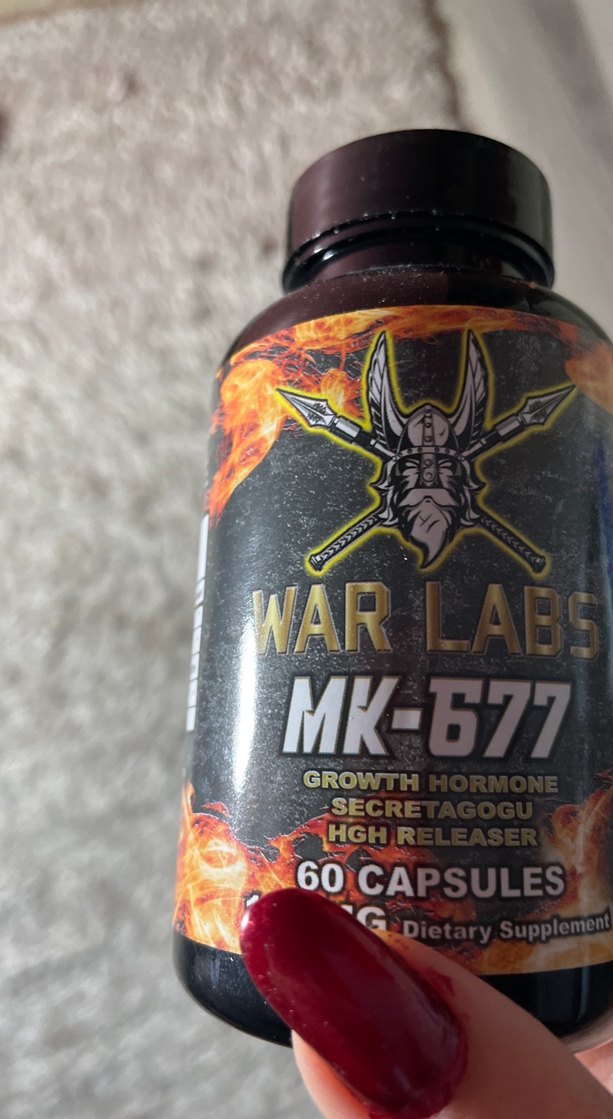 WAR LABS
MK-677
GROWTH HORMONE
SECRETAGOGU
HGH RELEASER
60 CAPSULES
Dietary Supplement